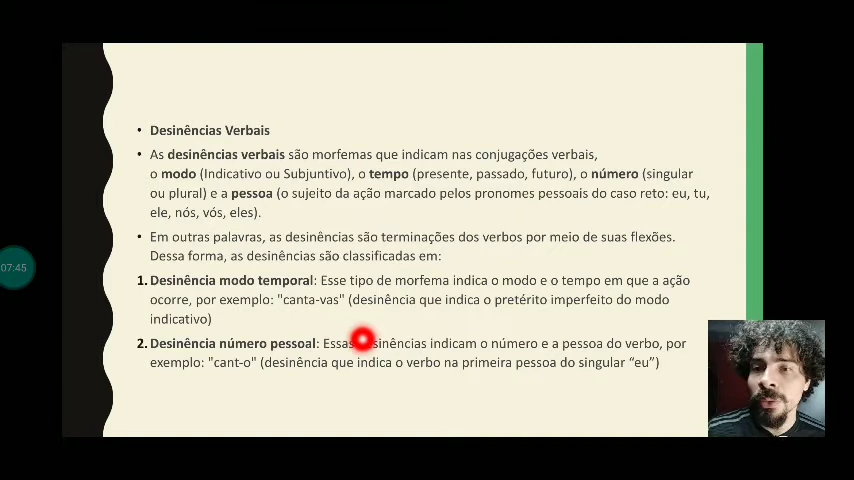 • Desinências Verbais
• As desinências verbais são morfemas que indicam nas conjugações verbais,
o modo (Indicativo ou Subjuntivo), o tempo (presente, passado, futuro), o número (singular
ou plural) e a pessoa (o sujeito da ação marcado pelos pronomes pessoais do caso reto: eu, tu,
ele, nós, vós, eles).
• Em outras palavras, as desinências são terminações dos verbos por meio de suas flexões.
Dessa forma, as desinências são classificadas em:
1. Desinência modo temporal: Esse tipo de morfema indica o modo e o tempo em que a ação
ocorre, por exemplo: "canta-vas" (desinência que indica o pretérito imperfeito do modo
indicativo)
07:45
2. Desinência número pessoal: Essas desinências indicam o número e a pessoa do verbo, por
exemplo: "cant-o" (desinência que indica o verbo na primeira pessoa do singular “eu”)